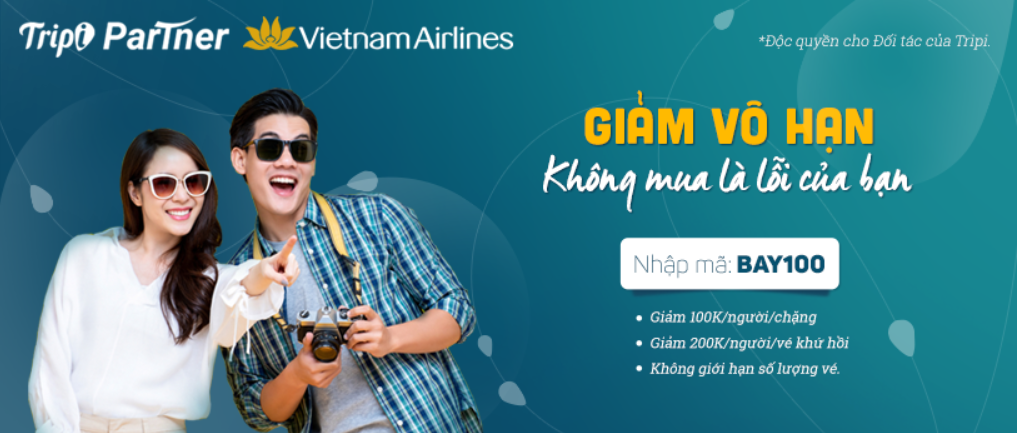 Tripi ParTner Vietnam Airlines
*Độc quyền cho Đối tác của Tripi.
GIẢM VÔ HẠN
Không mua là lỗi của bạn
Nhập mã: BAY100
• Giảm 100K/người/chặng
• Giảm 200K/người/vé khứ hồi
• Không giới hạn số lượng vé.